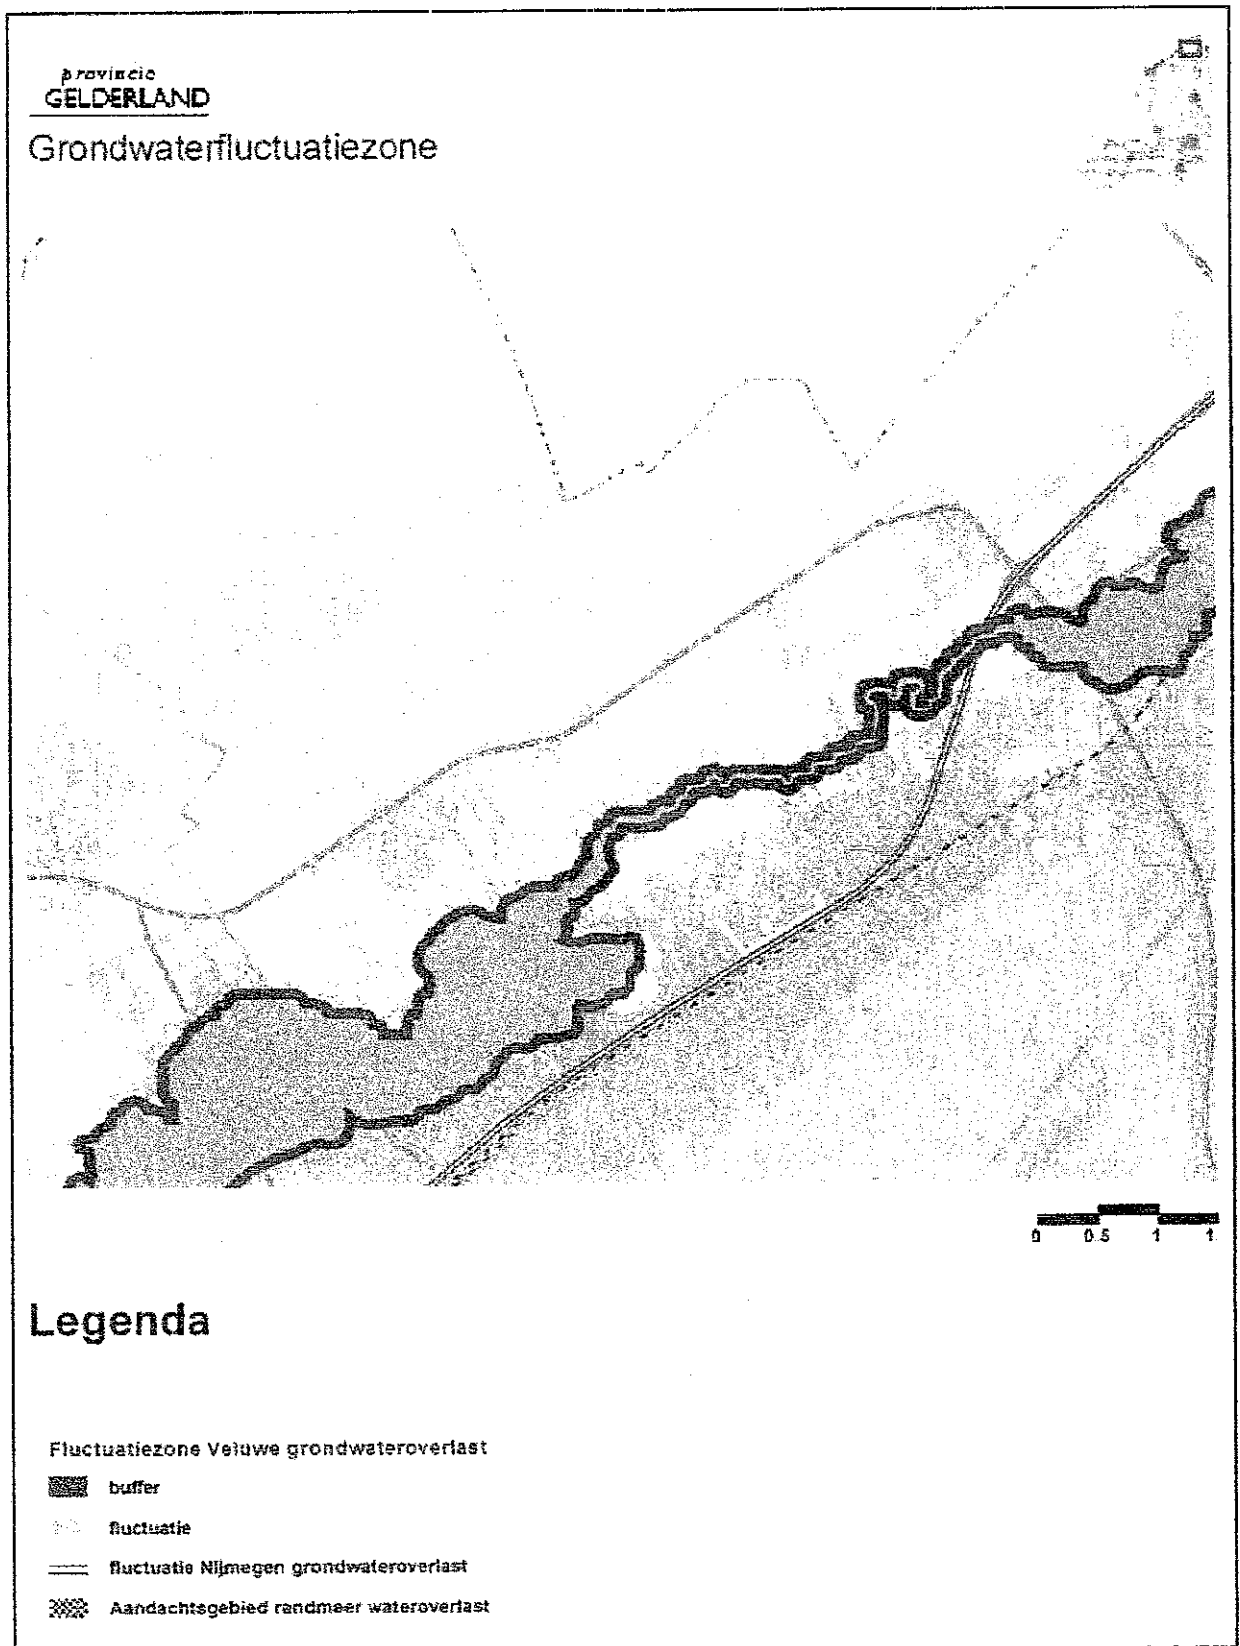 provincie
GELDERLAND
Grondwaterfluctuatiezone
0 0.5 1 1
Legenda
Fluctuatiezone Veluwe grondwateroverlast
buffer
fluctuatie
fluctuatie Nijmegen grondwateroverlast
Aandachtsgebied randmeer wateroverlast